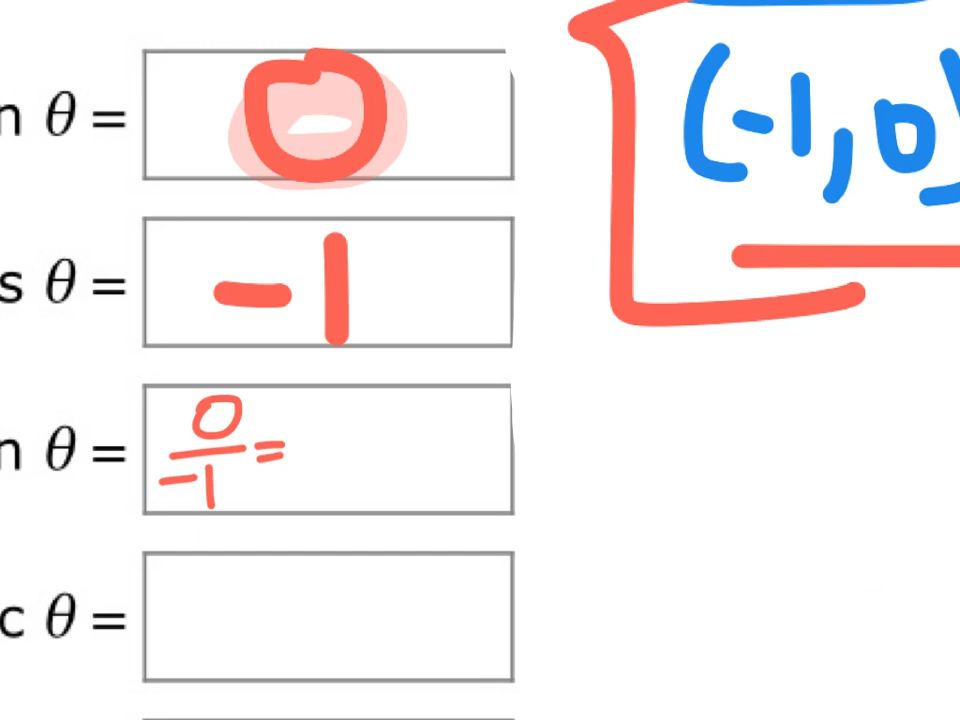 n θ = 0
(-1, 0)
s θ = -1
n θ = 0/-1 =
c θ =